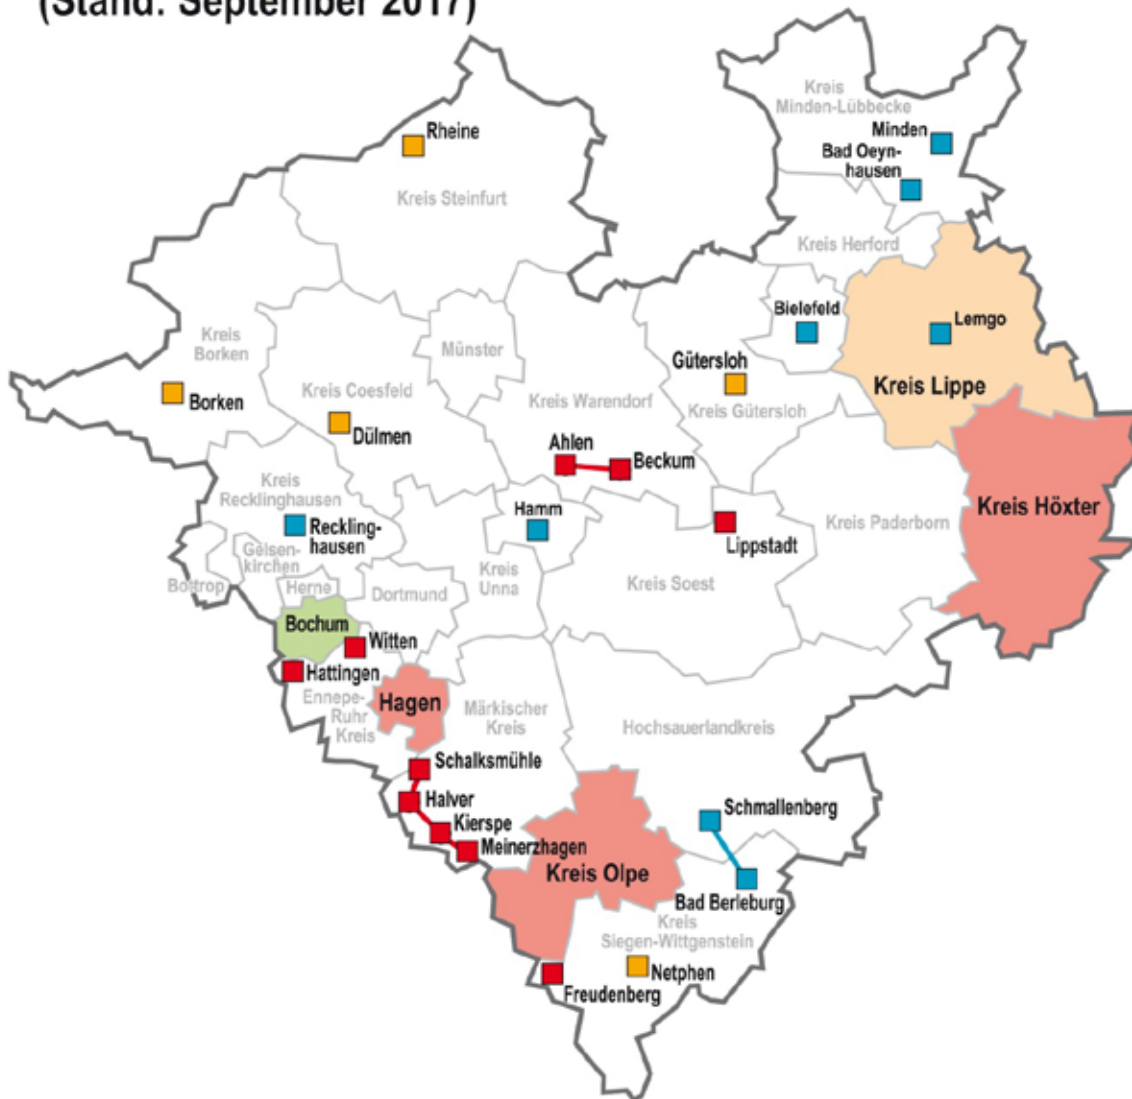 (Stand: September 2017)
Kreis
Minden-Lübbecke
Rheine
Minden
Bad Oeyn-
hausen
Kreis Steinfurt
Kreis Herford
Bielefeld
Lemgo
Kreis
Borken
Münster
Gütersloh
Kreis Lippe
Kreis Coesfeld
Borken
Kreis Warendorf
Kreis Gütersloh
Dülmen
Ahlen
Beckum
Kreis
Recklinghausen
Hamm
Kreis Höxter
Reckling-
hausen
Lippstadt
Kreis Paderborn
Gelsen-
kirchen
Kreis
Unna
Kreis Soest
Bottrop
Herne
Dortmund
Bochum
Witten
Hattingen
Ennepe-
Ruhr
Kreis
Hagen
Märkischer
Kreis
Hochsauerlandkreis
Schalksmühle
Halver
Schmallenberg
Kierspe
Meinerzhagen
Kreis Olpe
Bad Berleburg
Kreis
Siegen-Wittgenstein
Netphen
Freudenberg